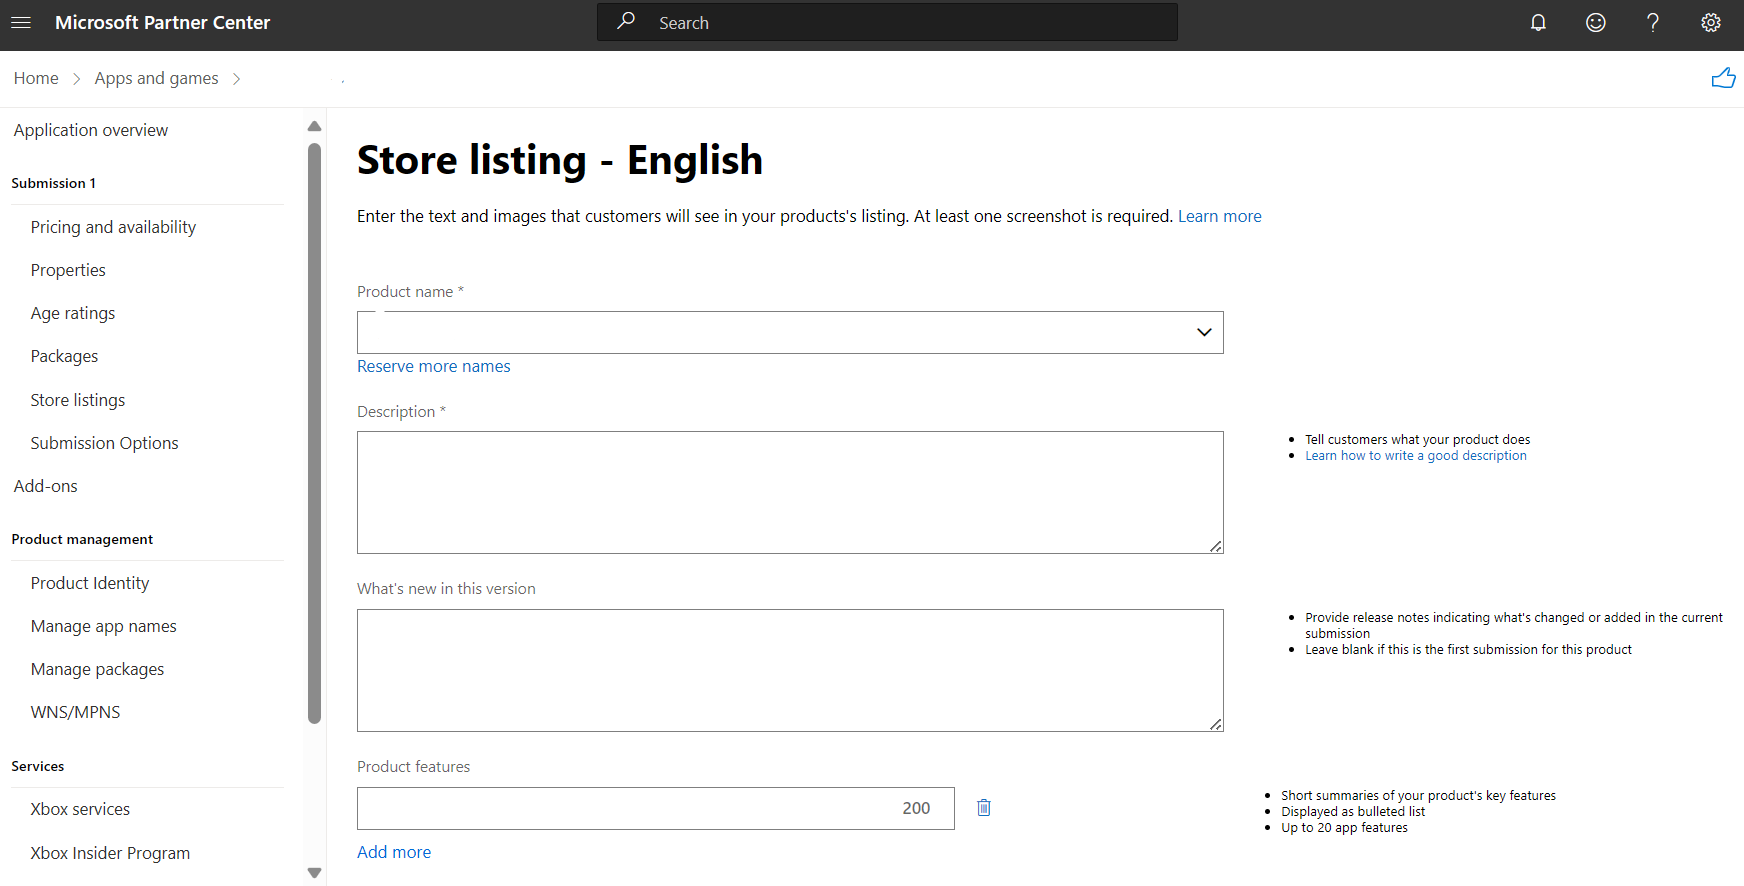 Microsoft Partner Center
Search
Home
Apps and games
Application overview
Submission 1
Pricing and availability
Properties
Age ratings
Packages
Store listings
Submission Options
Add-ons
Product management
Product Identity
Manage app names
Manage packages
WNS/MPNS
Services
Xbox services
Xbox Insider Program
Store listing - English
Enter the text and images that customers will see in your products's listing. At least one screenshot is required. Learn more
Product name *
Reserve more names
Description *
• Tell customers what your product does
• Learn how to write a good description
What's new in this version
• Provide release notes indicating what's changed or added in the current
submission
• Leave blank if this is the first submission for this product
Product features
200
• Short summaries of your product's key features
• Displayed as bulleted list
• Up to 20 app features
Add more